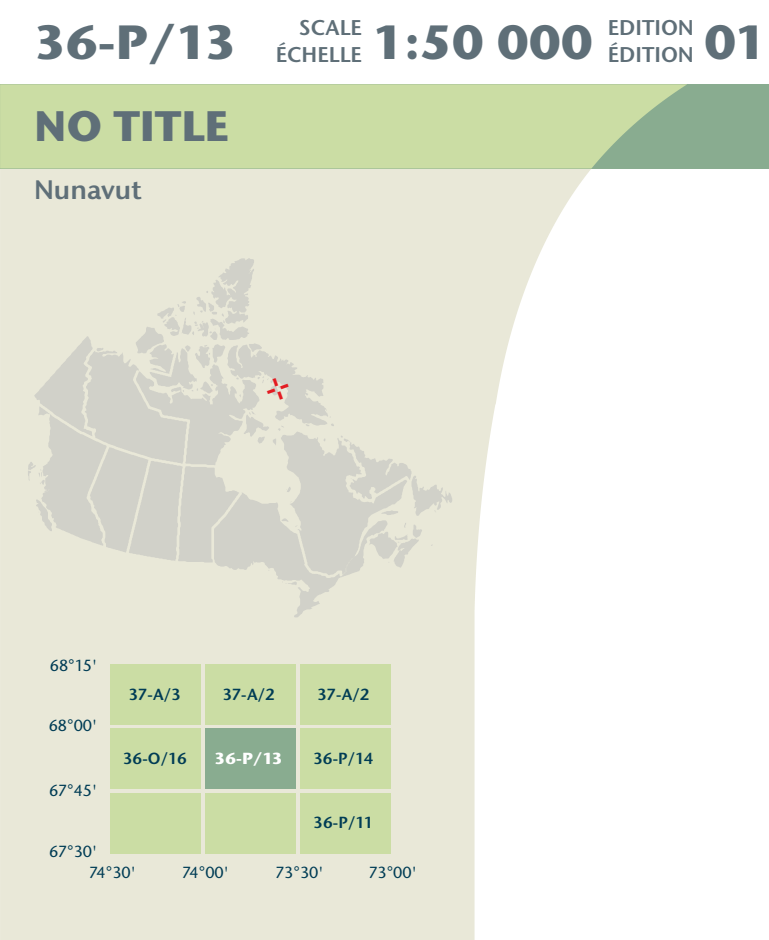 36-P/13 SCALE ÉCHELLE 1:50 000 EDITION ÉDITION 01
NO TITLE
Nunavut
68°15'
37-A/3 37-A/2 37-A/2
68°00'
36-O/16 36-P/13 36-P/14
67°45'
36-P/11
67°30'
74°30' 74°00' 73°30' 73°00'